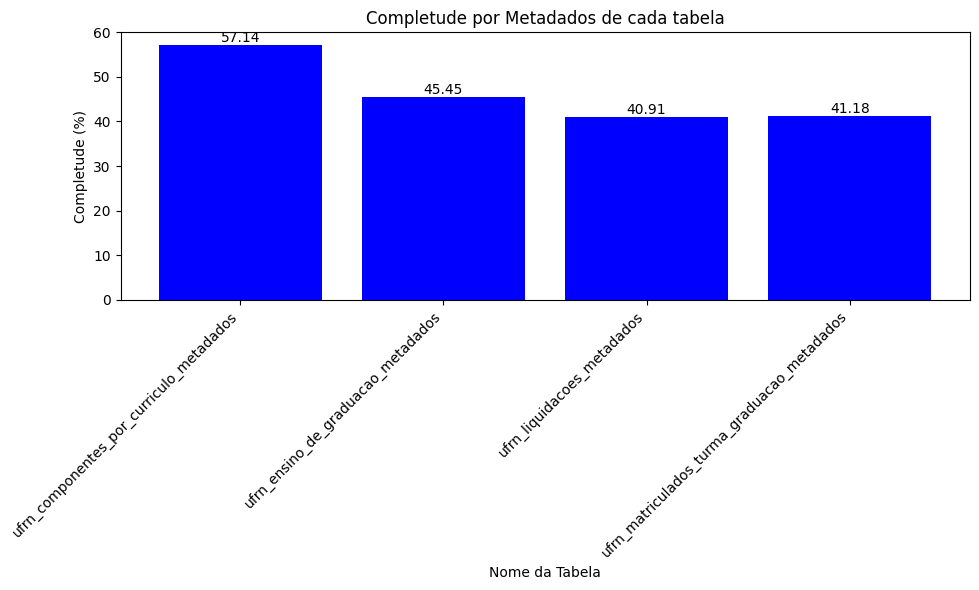 Completude por Metadados de cada tabela
Completude (%)
60
50
40
30
20
10
0
57.14
45.45
40.91
41.18
ufrn_componentes_por_curriculo_metadados
ufrn_ensino_de_graduacao_metadados
ufrn_liquidacoes_metadados
ufrn_matriculados_turma_graduacao_metadados
Nome da Tabela